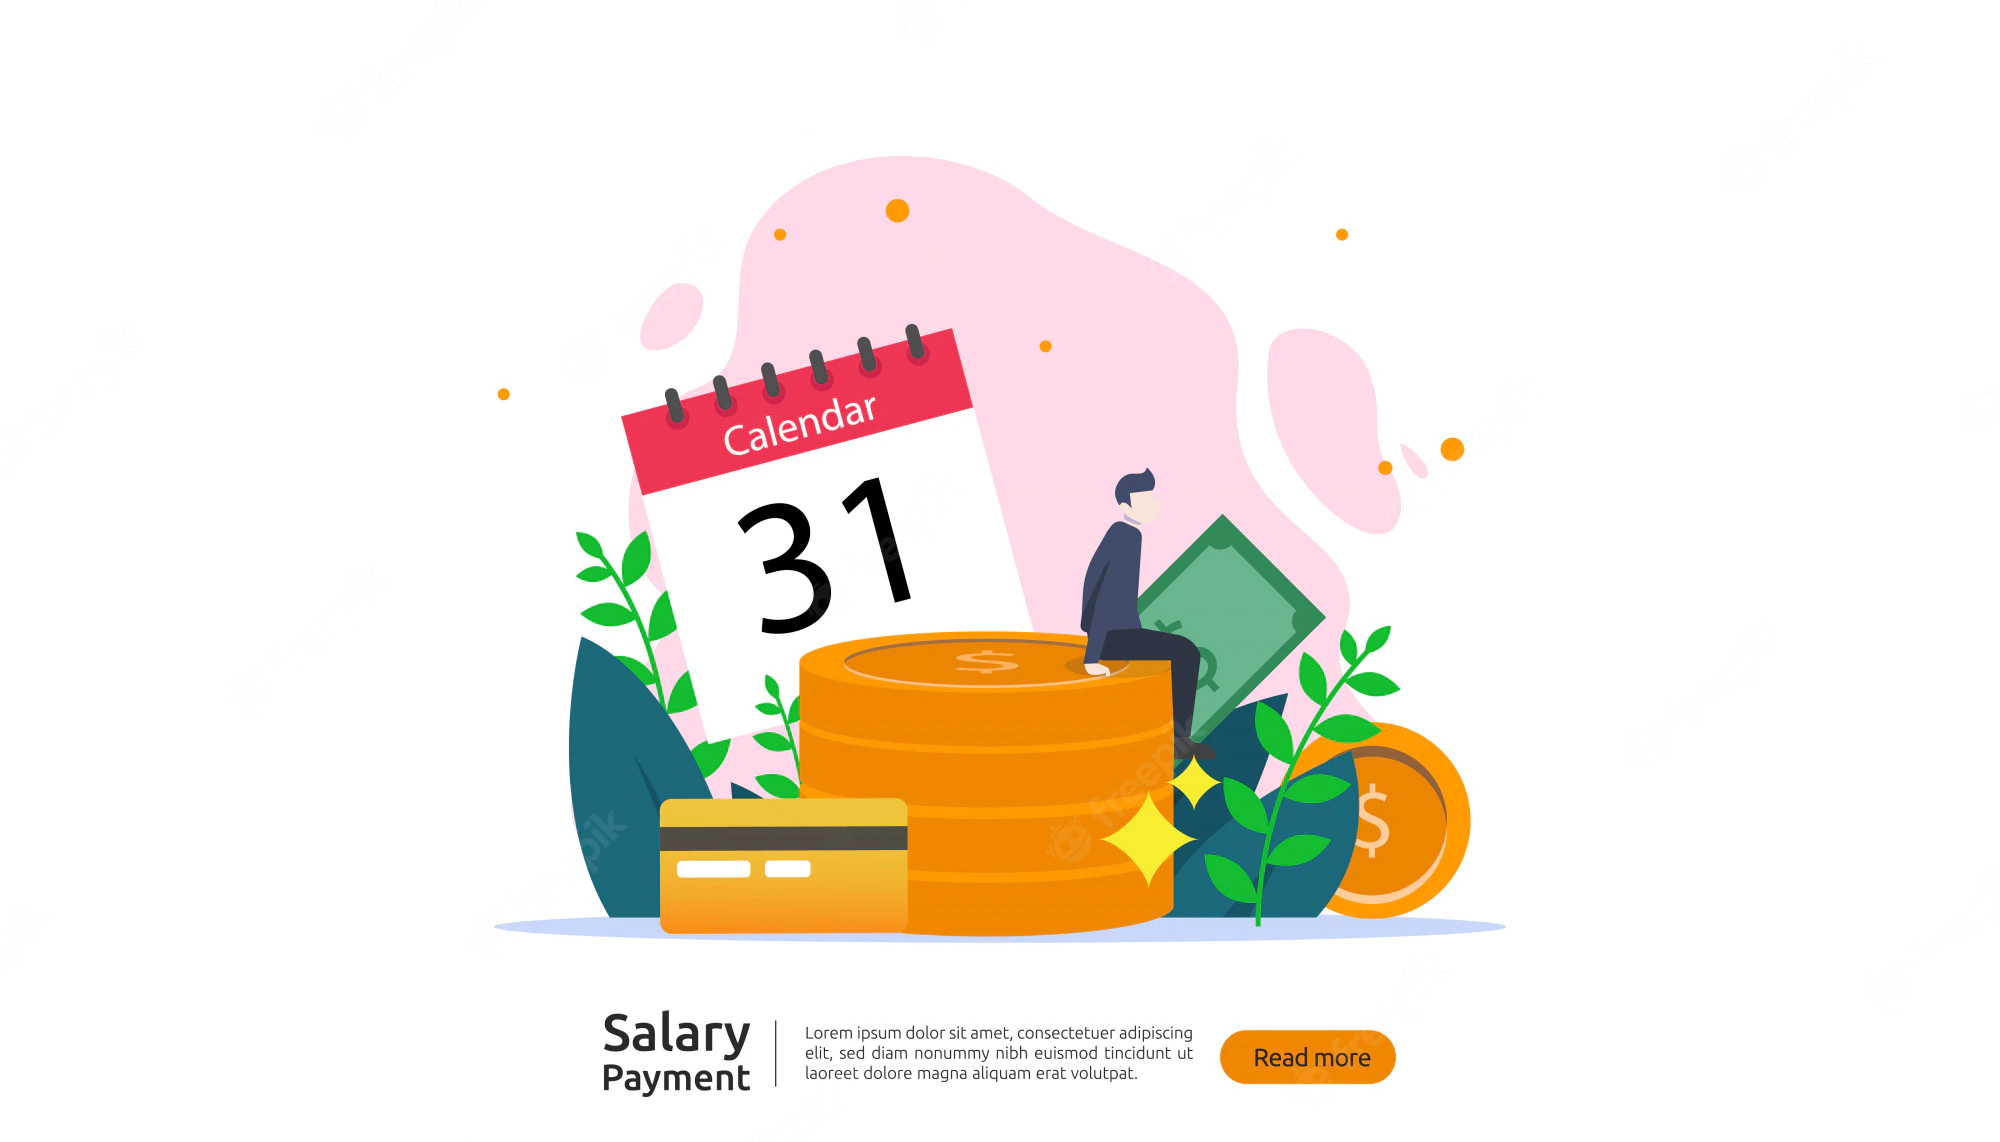 Calendar
31
$
$
freepik
Salary
Payment
Lorem ipsum dolor sit amet, consectetuer adipiscing
elit, sed diam nonummy nibh euismod tincidunt ut
laoreet dolore magna aliquam erat volutpat.
Read more